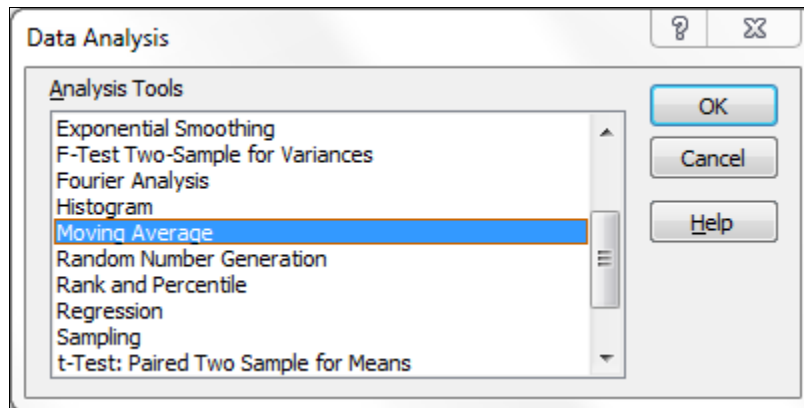 Data Analysis
?
Analysis Tools
Exponential Smoothing
F-Test Two-Sample for Variances
Fourier Analysis
Histogram
Moving Average
Random Number Generation
Rank and Percentile
Regression
Sampling
t-Test: Paired Two Sample for Means
OK
Cancel
Help